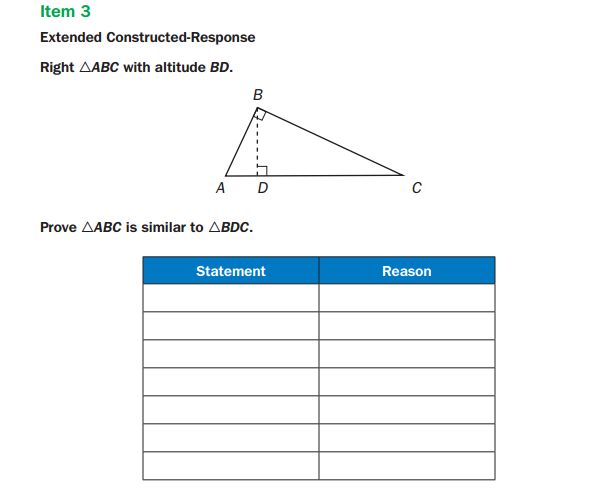 Item 3
Extended Constructed-Response
Right △ABC with altitude BD.
B
A D C
Prove △ABC is similar to △BDC.
Statement Reason